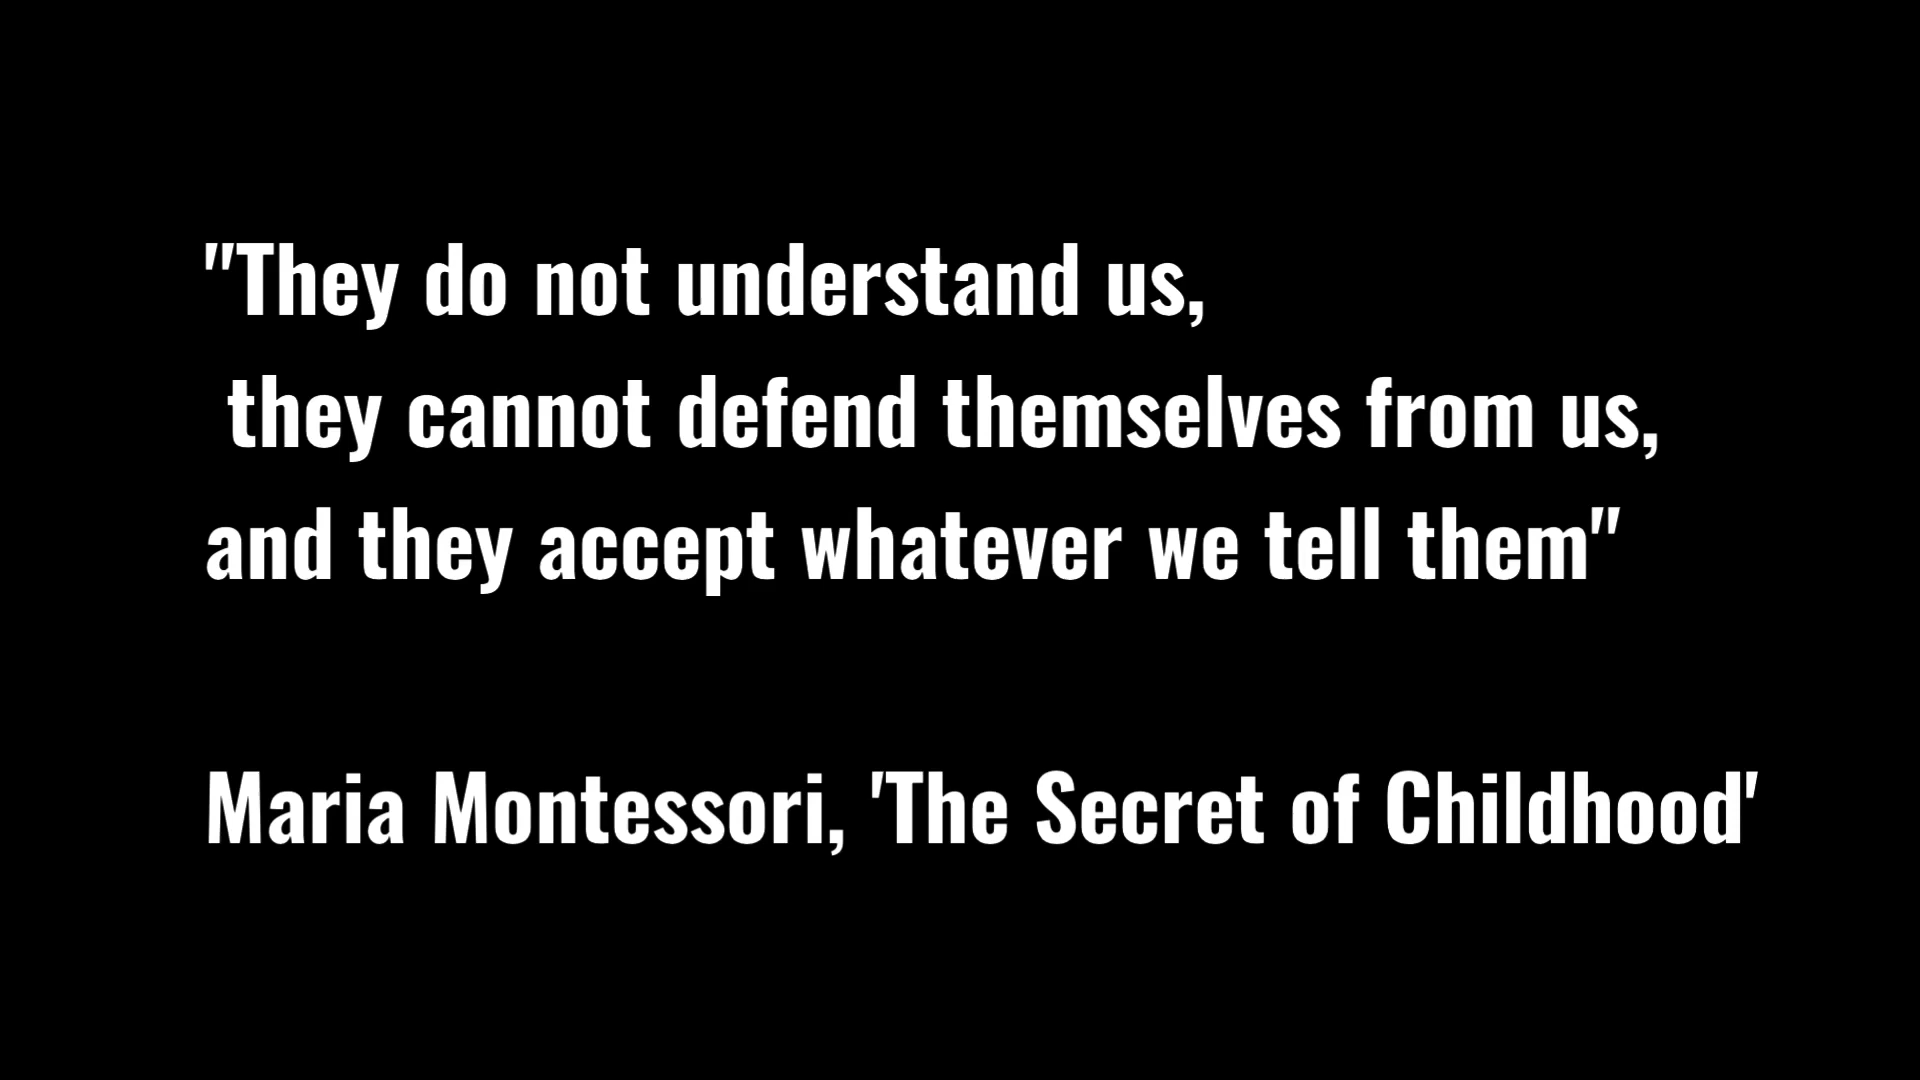 "They do not understand us,
they cannot defend themselves from us,
and they accept whatever we tell them"
Maria Montessori, 'The Secret of Childhood'